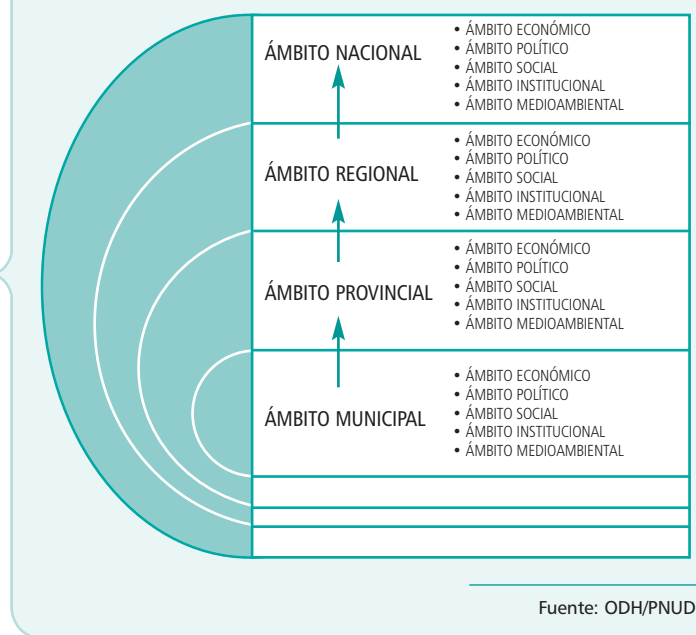 ÁMBITO NACIONAL
• ÁMBITO ECONÓMICO
• ÁMBITO POLÍTICO
• ÁMBITO SOCIAL
• ÁMBITO INSTITUCIONAL
• ÁMBITO MEDIOAMBIENTAL
ÁMBITO REGIONAL
• ÁMBITO ECONÓMICO
• ÁMBITO POLÍTICO
• ÁMBITO SOCIAL
• ÁMBITO INSTITUCIONAL
• ÁMBITO MEDIOAMBIENTAL
ÁMBITO PROVINCIAL
• ÁMBITO ECONÓMICO
• ÁMBITO POLÍTICO
• ÁMBITO SOCIAL
• ÁMBITO INSTITUCIONAL
• ÁMBITO MEDIOAMBIENTAL
ÁMBITO MUNICIPAL
• ÁMBITO ECONÓMICO
• ÁMBITO POLÍTICO
• ÁMBITO SOCIAL
• ÁMBITO INSTITUCIONAL
• ÁMBITO MEDIOAMBIENTAL
Fuente: ODH/PNUD